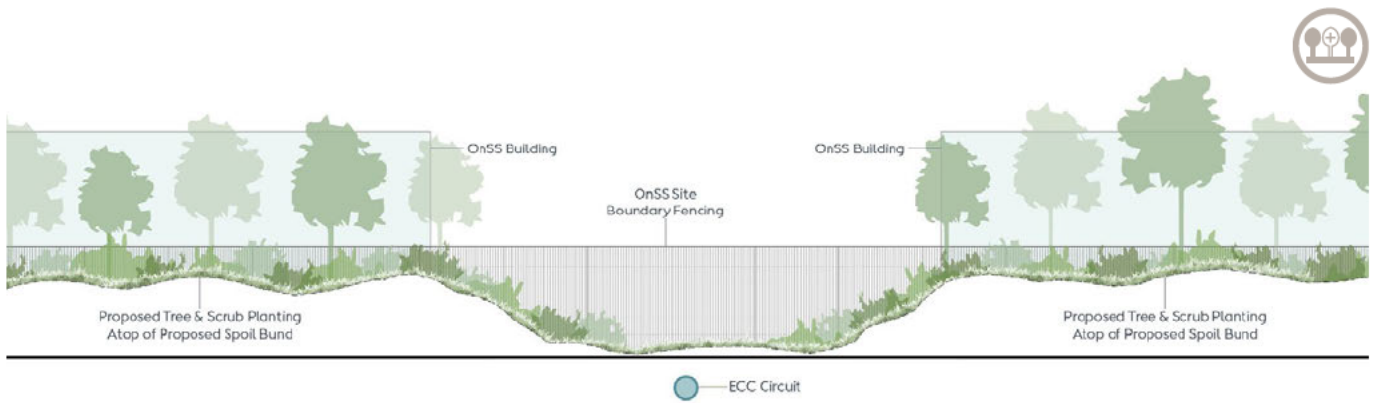 OnSS Building
OnSS Building
OnSS Site
Boundary Fencing
Proposed Tree & Scrub Planting
Atop of Proposed Spoil Bund
Proposed Tree & Scrub Planting
Atop of Proposed Spoil Bund
ECC Circuit